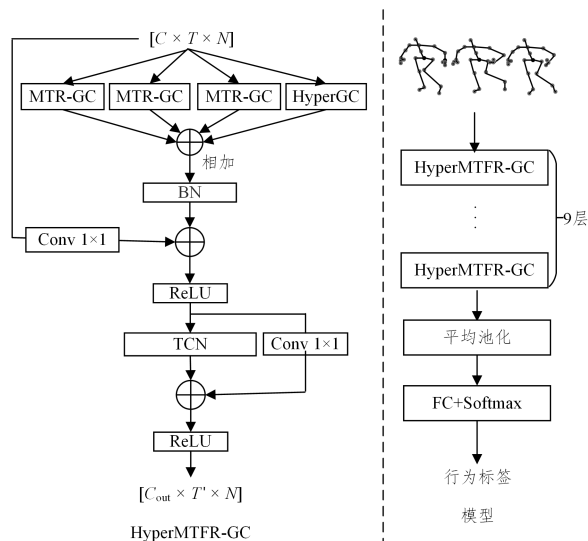 [C × T × N]
MTR-GC
MTR-GC
MTR-GC
HyperGC
相加
BN
Conv 1×1
ReLU
TCN
Conv 1×1
ReLU
[Cout × T' × N]
HyperMTFR-GC
HyperMTFR-GC
⋮
HyperMTFR-GC
9层
平均池化
FC+Softmax
行为标签
模型